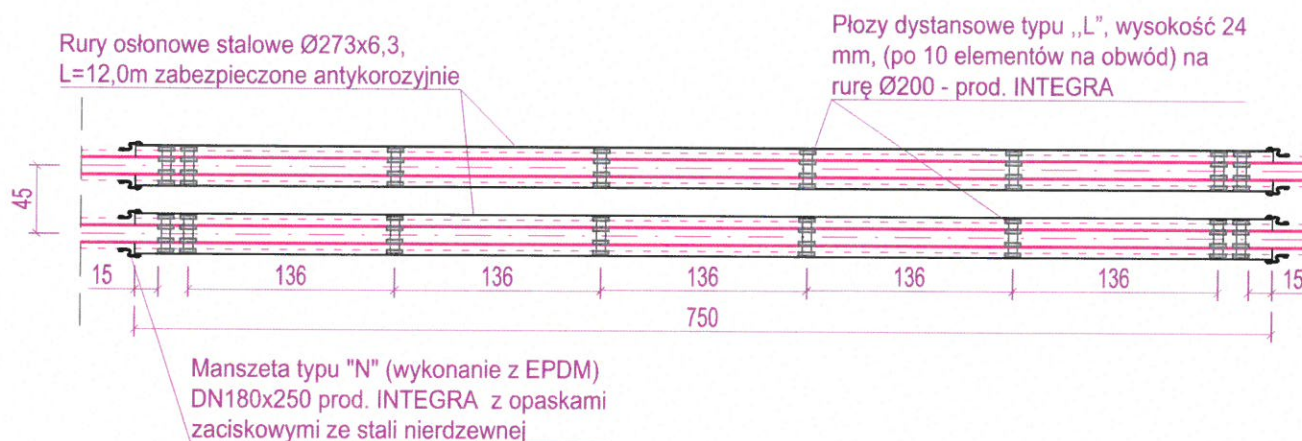 Rury osłonowe stalowe Ø273x6,3,
L=12,0m zabezpieczone antykorozyjnie
Płozy dystansowe typu ,,L”, wysokość 24
mm, (po 10 elementów na obwód) na
rurę Ø200 - prod. INTEGRA
45
15
136
136
136
136
136
15
750
Manszeta typu "N" (wykonanie z EPDM)
DN180x250 prod. INTEGRA z opaskami
zaciskowymi ze stali nierdzewnej